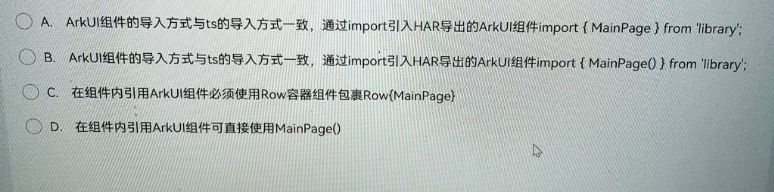 A. ArkUI组件的导入方式与ts的导入方式一致，通过import引入HAR导出的ArkUI组件import { MainPage } from 'library';
B. ArkUI组件的导入方式与ts的导入方式一致，通过import引入HAR导出的ArkUI组件import { MainPage() } from 'library';
C. 在组件内引用ArkUI组件必须使用Row容器组件包裹Row{MainPage}
D. 在组件内引用ArkUI组件可直接使用MainPage()